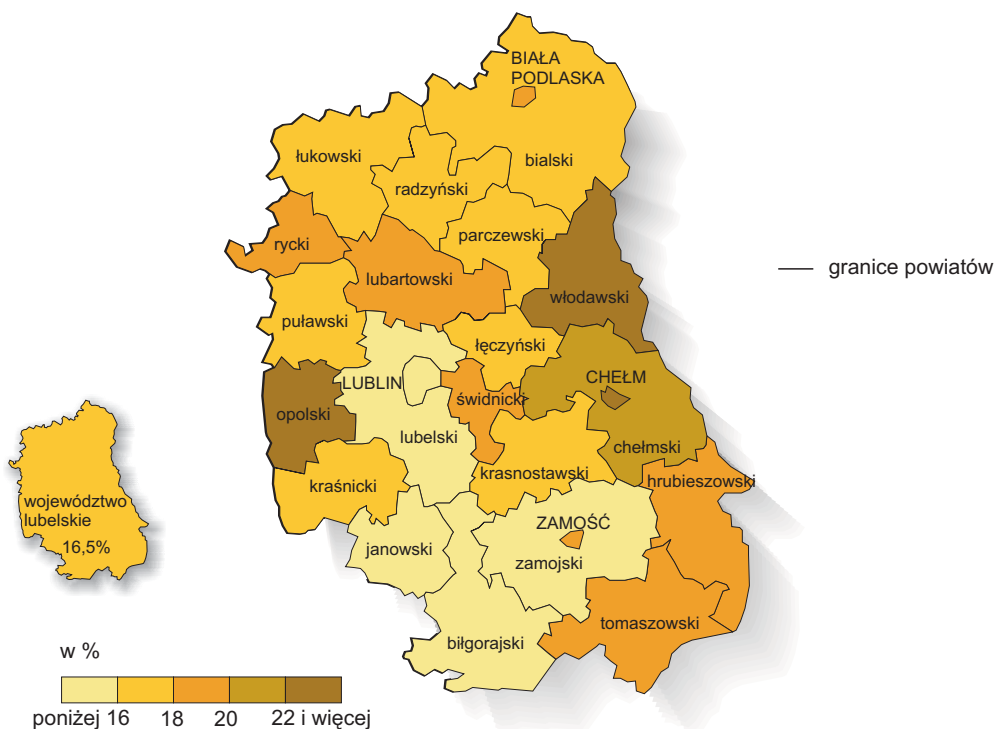 BIAŁA
PODLASKA
łukowski
bialski
radzyński
rycki
parczewski
lubartowski
granice powiatów
włodawski
puławski
łęczyński
LUBLIN
CHEŁM
świdnicki
opolski
lubelski
chełmski
krasnostawski
hrubieszowski
kraśnicki
województwo
lubelskie
16,5%
ZAMOŚĆ
janowski
zamojski
tomaszowski
biłgorajski
w %
poniżej 16 18 20 22 i więcej